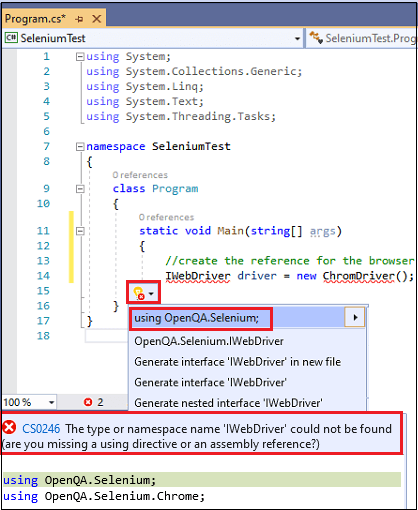 Program.cs*
SeleniumTest SeleniumTest.Prog
1 using System;
2 using System.Collections.Generic;
3 using System.Linq;
4 using System.Text;
5 using System.Threading.Tasks;
6
7 namespace SeleniumTest
8 {
0 references
9 class Program
10 {
0 references
11 static void Main(string[] args)
12 {
13 //create the reference for the browser
14 IWebDriver driver = new ChromDriver();
15
16 }
17 }
18
using OpenQA.Selenium;
OpenQA.Selenium.IWebDriver
Generate interface 'IWebDriver' in new file
Generate interface 'IWebDriver'
Generate nested interface 'IWebDriver'
100 % 2
CS0246 The type or namespace name 'IWebDriver' could not be found
(are you missing a using directive or an assembly reference?)
using OpenQA.Selenium;
using OpenQA.Selenium.Chrome;